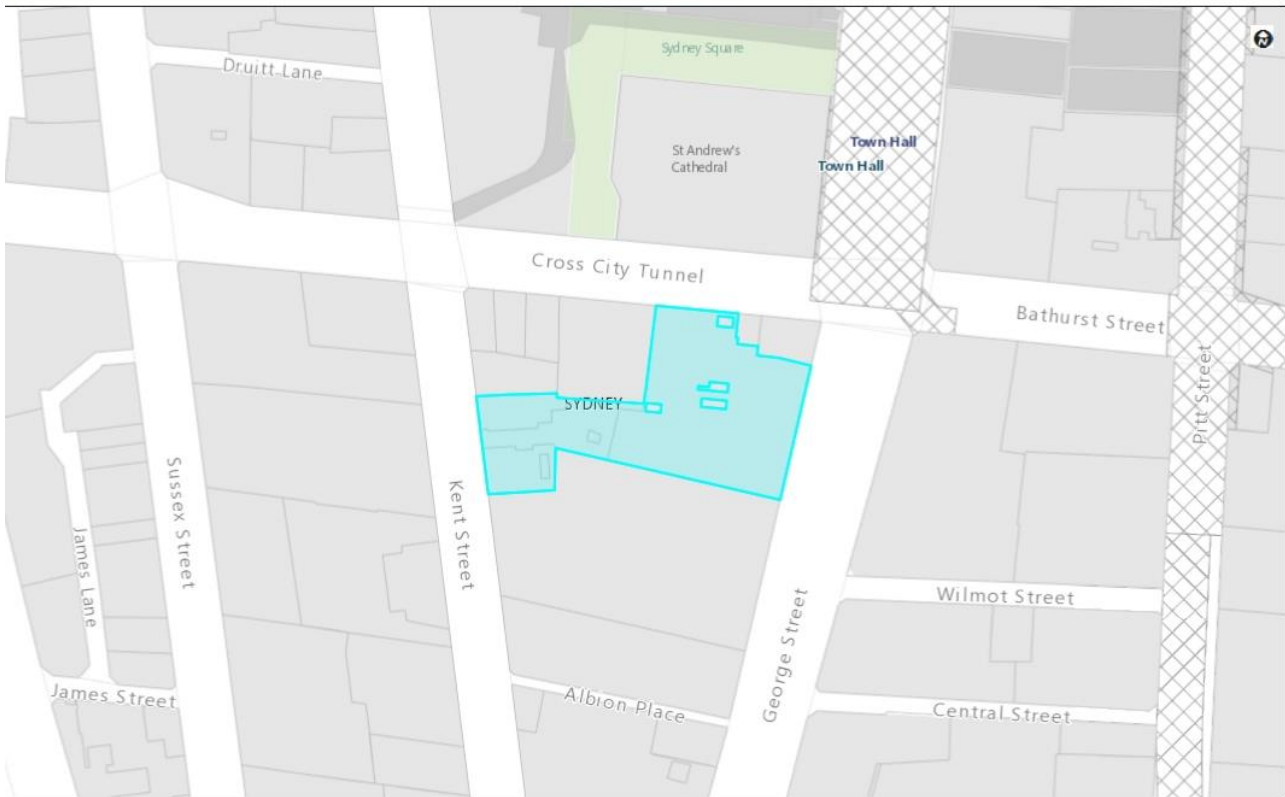 Sydney Square
Druitt Lane
Town Hall
St Andrew's
Cathedral
Town Hall
Cross City Tunnel
Bathurst Street
Pitt Street
SYDNEY
Sussex Street
Kent Street
James Lane
Wilmot Street
George Street
James Street
Albion Place
Central Street
N